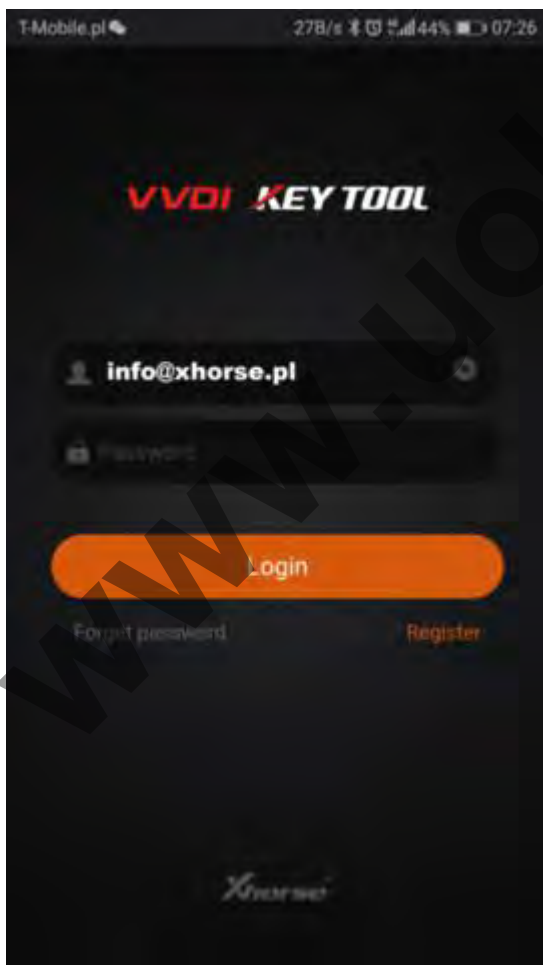 T-Mobile.pl 27B/s 44% 07:26
VVDI KEY TOOL
info@xhorse.pl
Password
Login
Forget password Register
Xhorse
www.uo